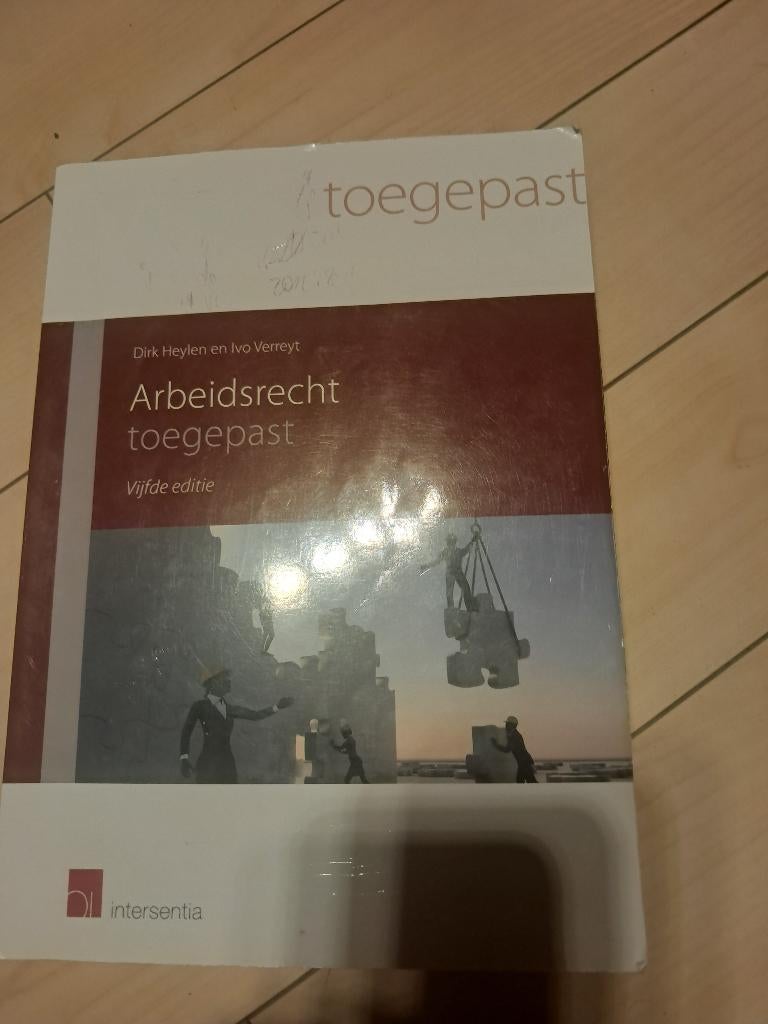 toegepast
Dirk Heylen en Ivo Verreyt
Arbeidsrecht
toegepast
Vijfde editie
intersentia